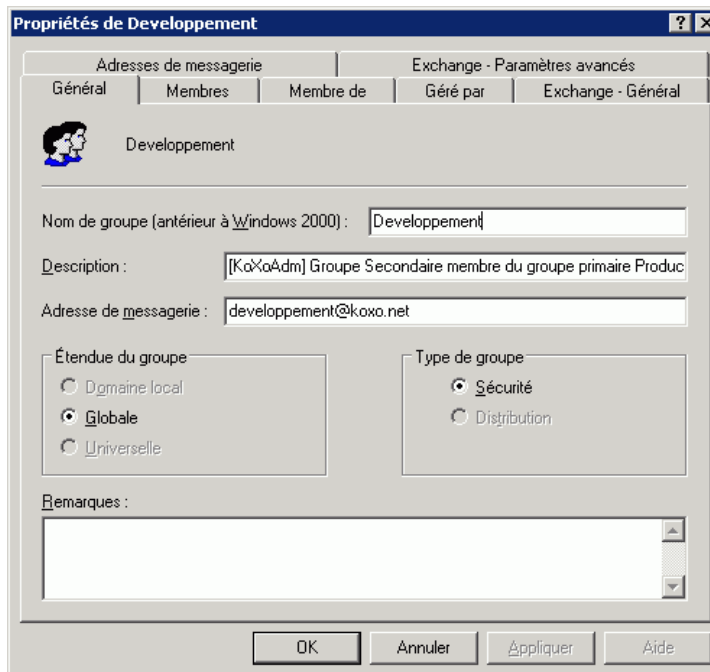 Propriétés de Developpement
Adresses de messagerie
Exchange - Paramètres avancés
Général
Membres
Membre de
Géré par
Exchange - Général
Developpement
Nom de groupe (antérieur à Windows 2000) :
Developpement
Description :
[KoXoAdm] Groupe Secondaire membre du groupe primaire Produc
Adresse de messagerie :
developpement@koxo.net
Étendue du groupe
Domaine local
Globale
Universelle
Type de groupe
Sécurité
Distribution
Remarques :
OK
Annuler
Appliquer
Aide